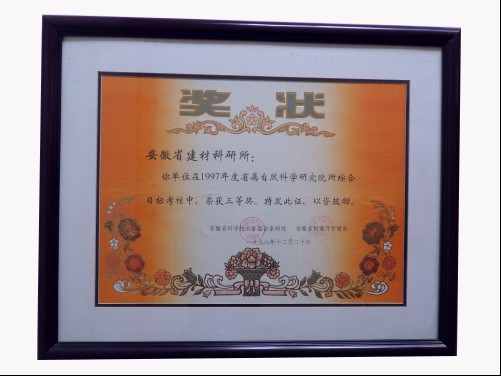 奖状
安徽省建材科研所：
你单位在1997年度省属自然科学研究院所综合
目标考核中，荣获三等奖。特发此证，以资鼓励。
一九九八年十二月二十日